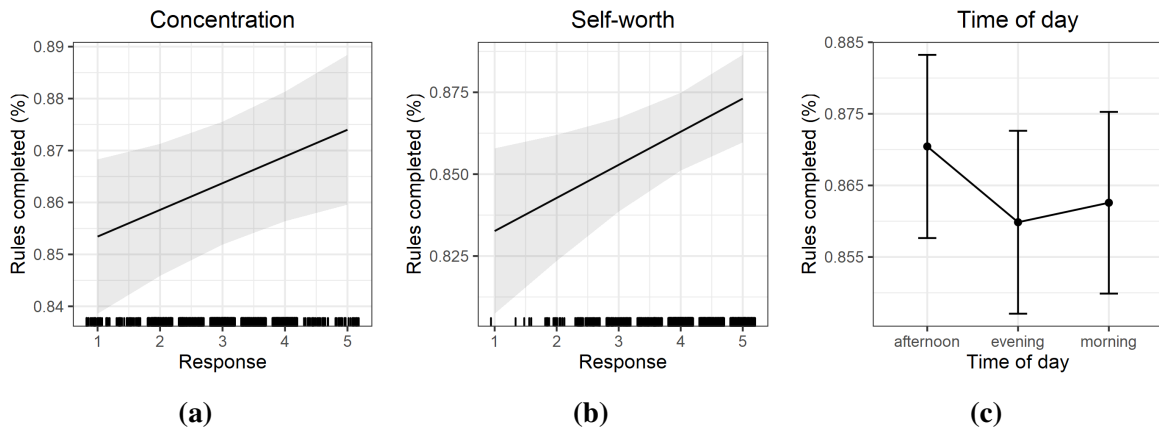 Concentration
Rules completed (%)
0.89
0.88
0.87
0.86
0.85
0.84
1 2 3 4 5
Response
(a)
Self-worth
Rules completed (%)
0.875
0.850
0.825
1 2 3 4 5
Response
(b)
Time of day
Rules completed (%)
0.885
0.875
0.865
0.855
afternoon evening morning
Time of day
(c)